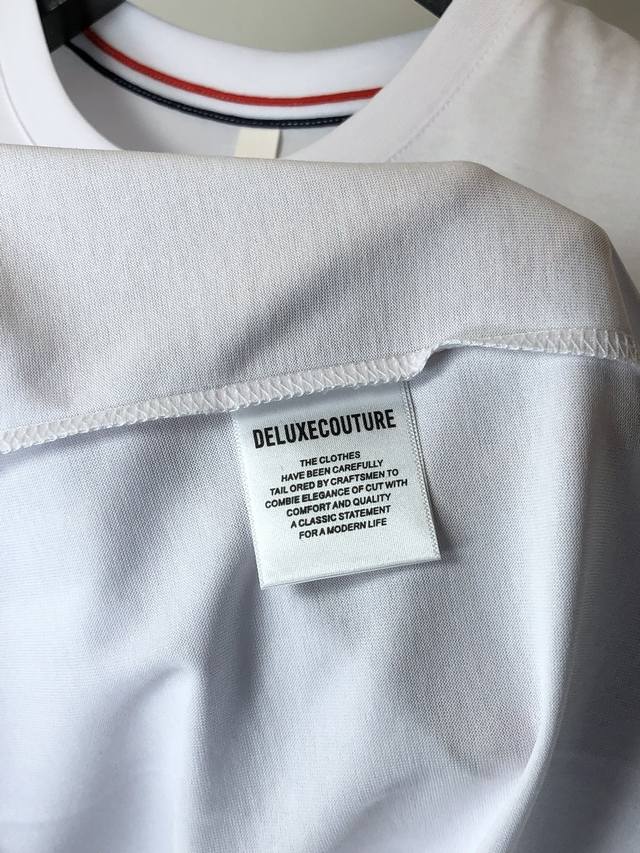 DELUXECOUTURE
THE CLOTHES
HAVE BEEN CAREFULLY
TAIL ORED BY CRAFTSMEN TO
COMBIE ELEGANCE OF CUT WITH
COMFORT AND QUALITY
A CLASSIC STATEMENT
FOR A MODERN LIFE